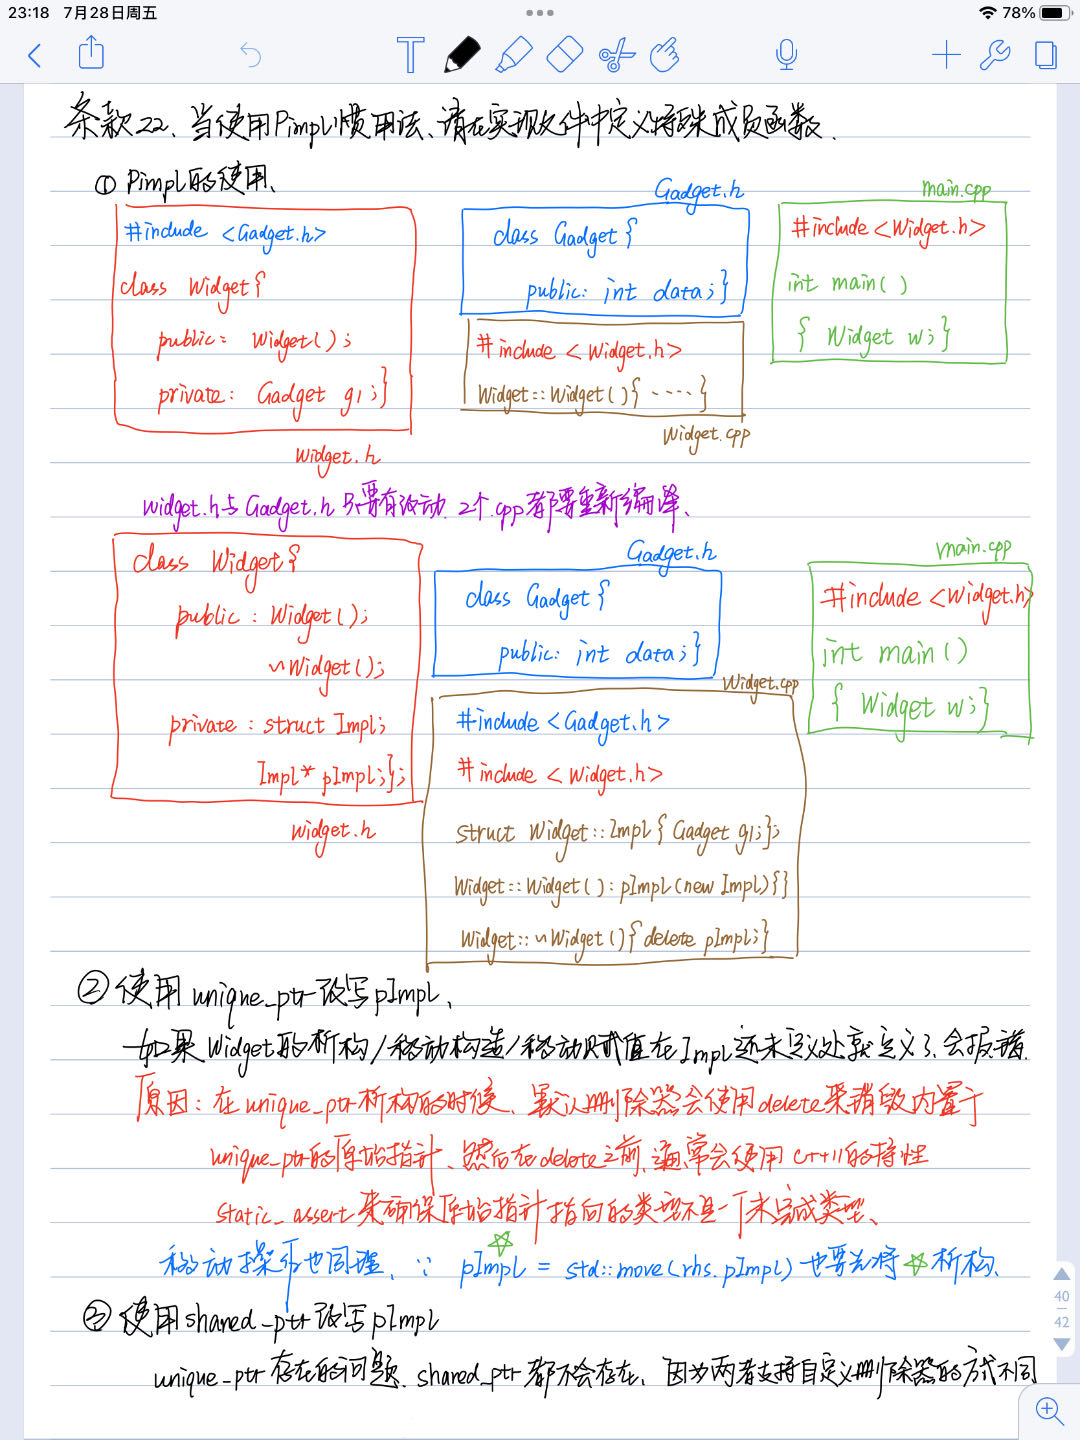 23:18 7月28日周五
78%
条款22、当使用Pimpl惯用法、请在实现文件中定义特殊成员函数.
① Pimpl的使用、
#include <Gadget.h>
class Widget{
public: Widget();
private: Gadget g1;}
Widget.h
Gadget.h
class Gadget{
public: int data;}
#include <Widget.h>
Widget::Widget(){ ····}
Widget.cpp
main.cpp
#include <Widget.h>
int main()
{ Widget w;}
widget.h与Gadget.h只要有改动.2个.cpp都要重新编译、
class Widget{
public: Widget();
~Widget();
private: struct Impl;
Impl* pImpl;};
Widget.h
Gadget.h
class Gadget{
public: int data;}
Widget.cpp
#include <Gadget.h>
#include <Widget.h>
struct Widget::Impl{ Gadget g1;};
Widget::Widget():pImpl(new Impl){}
Widget::~Widget(){delete pImpl;}
main.cpp
#include <Widget.h>
int main()
{ Widget w;}
② 使用unique_ptr改写pImpl、
如果Widget的析构/移动构造/移动赋值在Impl还未定义处就定义了.会报错.
原因: 在unique_ptr析构的时候、默认删除器会使用delete来销毁内置于
unique_ptr的原始指针、然后在delete之前,通常会使用C++11的特性
static_assert来确保原始指针指向的类型不是一个未完成类型、
移动操作也同理、∵ pImpl = std::move(rhs.pImpl)也要先将☆析构、
③ 使用shared_ptr改写pImpl
unique_ptr存在的问题.shared_ptr都不会存在、因为两者支持自定义删除器的方式不同
40
42